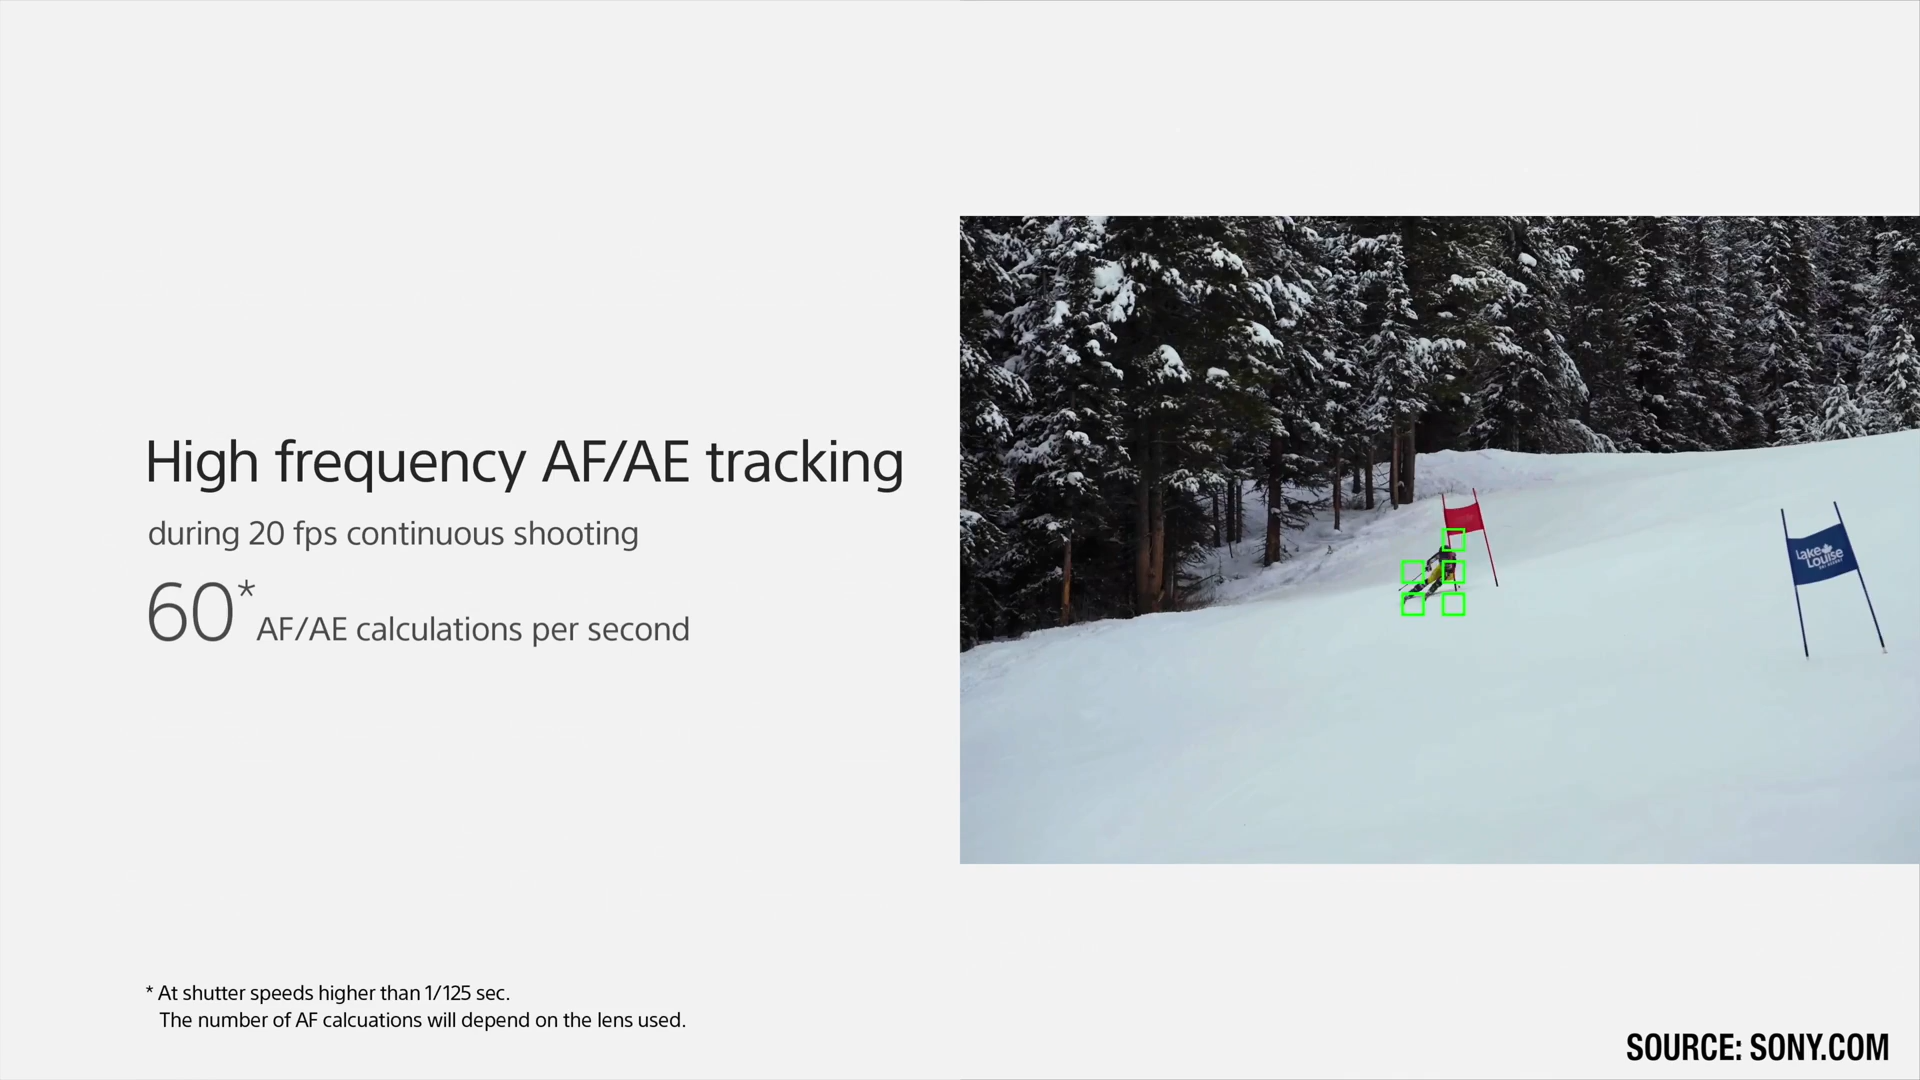 High frequency AF/AE tracking
during 20 fps continuous shooting
60* AF/AE calculations per second
Lake
Louise
* At shutter speeds higher than 1/125 sec.
The number of AF calcuations will depend on the lens used.
SOURCE: SONY.COM